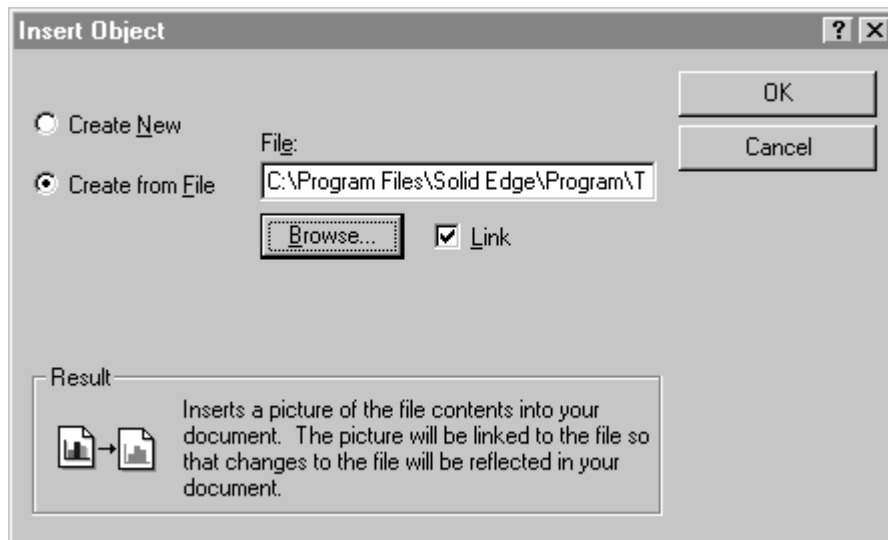 Insert Object
OK
Create New
File:
Cancel
Create from File
C:\Program Files\Solid Edge\Program\T
Browse...
Link
Result
Inserts a picture of the file contents into your
document. The picture will be linked to the file so
that changes to the file will be reflected in your
document.